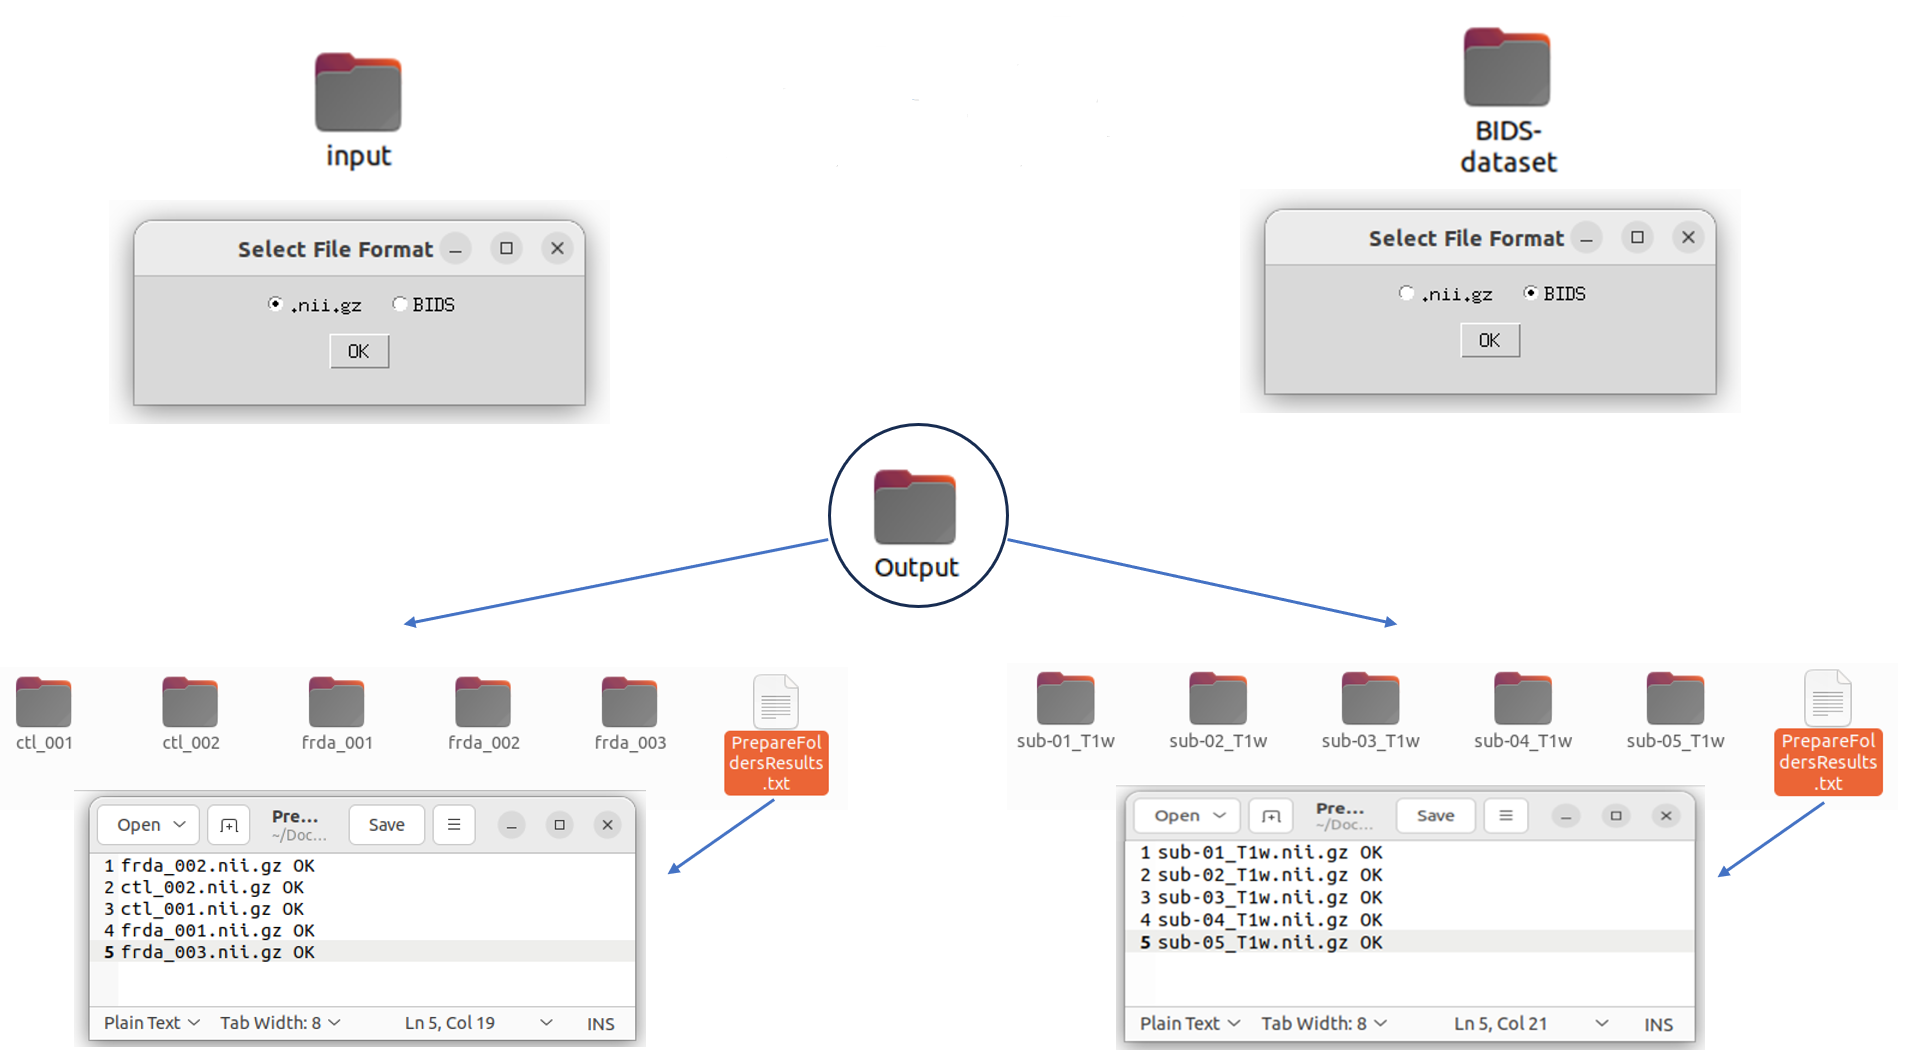 input
BIDS-
dataset
Select File Format
.nii.gz BIDS
OK
Select File Format
.nii.gz BIDS
OK
Output
ctl_001
ctl_002
frda_001
frda_002
frda_003
PrepareFol
dersResults
.txt
sub-01_T1w
sub-02_T1w
sub-03_T1w
sub-04_T1w
sub-05_T1w
PrepareFol
dersResults
.txt
Open Pre... Save
~/Doc...
1 frda_002.nii.gz OK
2 ctl_002.nii.gz OK
3 ctl_001.nii.gz OK
4 frda_001.nii.gz OK
5 frda_003.nii.gz OK
Plain Text Tab Width: 8 Ln 5, Col 19 INS
Open Pre... Save
~/Doc...
1 sub-01_T1w.nii.gz OK
2 sub-02_T1w.nii.gz OK
3 sub-03_T1w.nii.gz OK
4 sub-04_T1w.nii.gz OK
5 sub-05_T1w.nii.gz OK
Plain Text Tab Width: 8 Ln 5, Col 21 INS